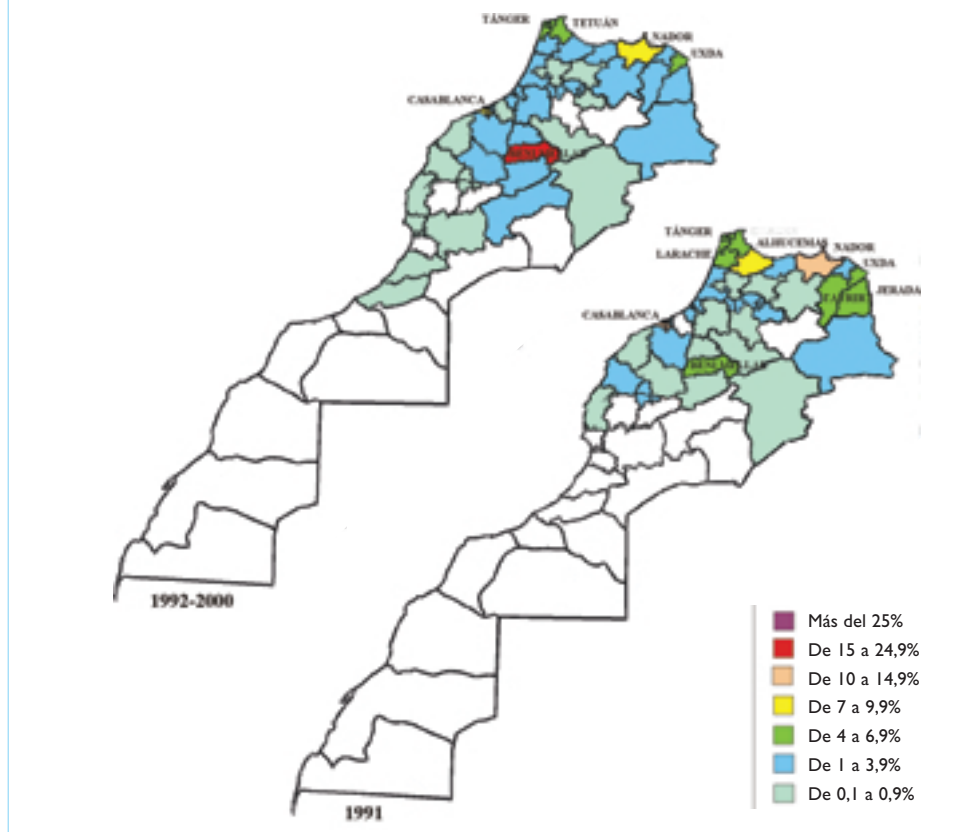 TÁNGER
TETUÁN
NADOR
UXDA
CASABLANCA
1992-2000
TÁNGER
ALHUCEMAS
NADOR
LARACHE
UXDA
JERADA
CASABLANCA
1991
Más del 25%
De 15 a 24,9%
De 10 a 14,9%
De 7 a 9,9%
De 4 a 6,9%
De 1 a 3,9%
De 0,1 a 0,9%